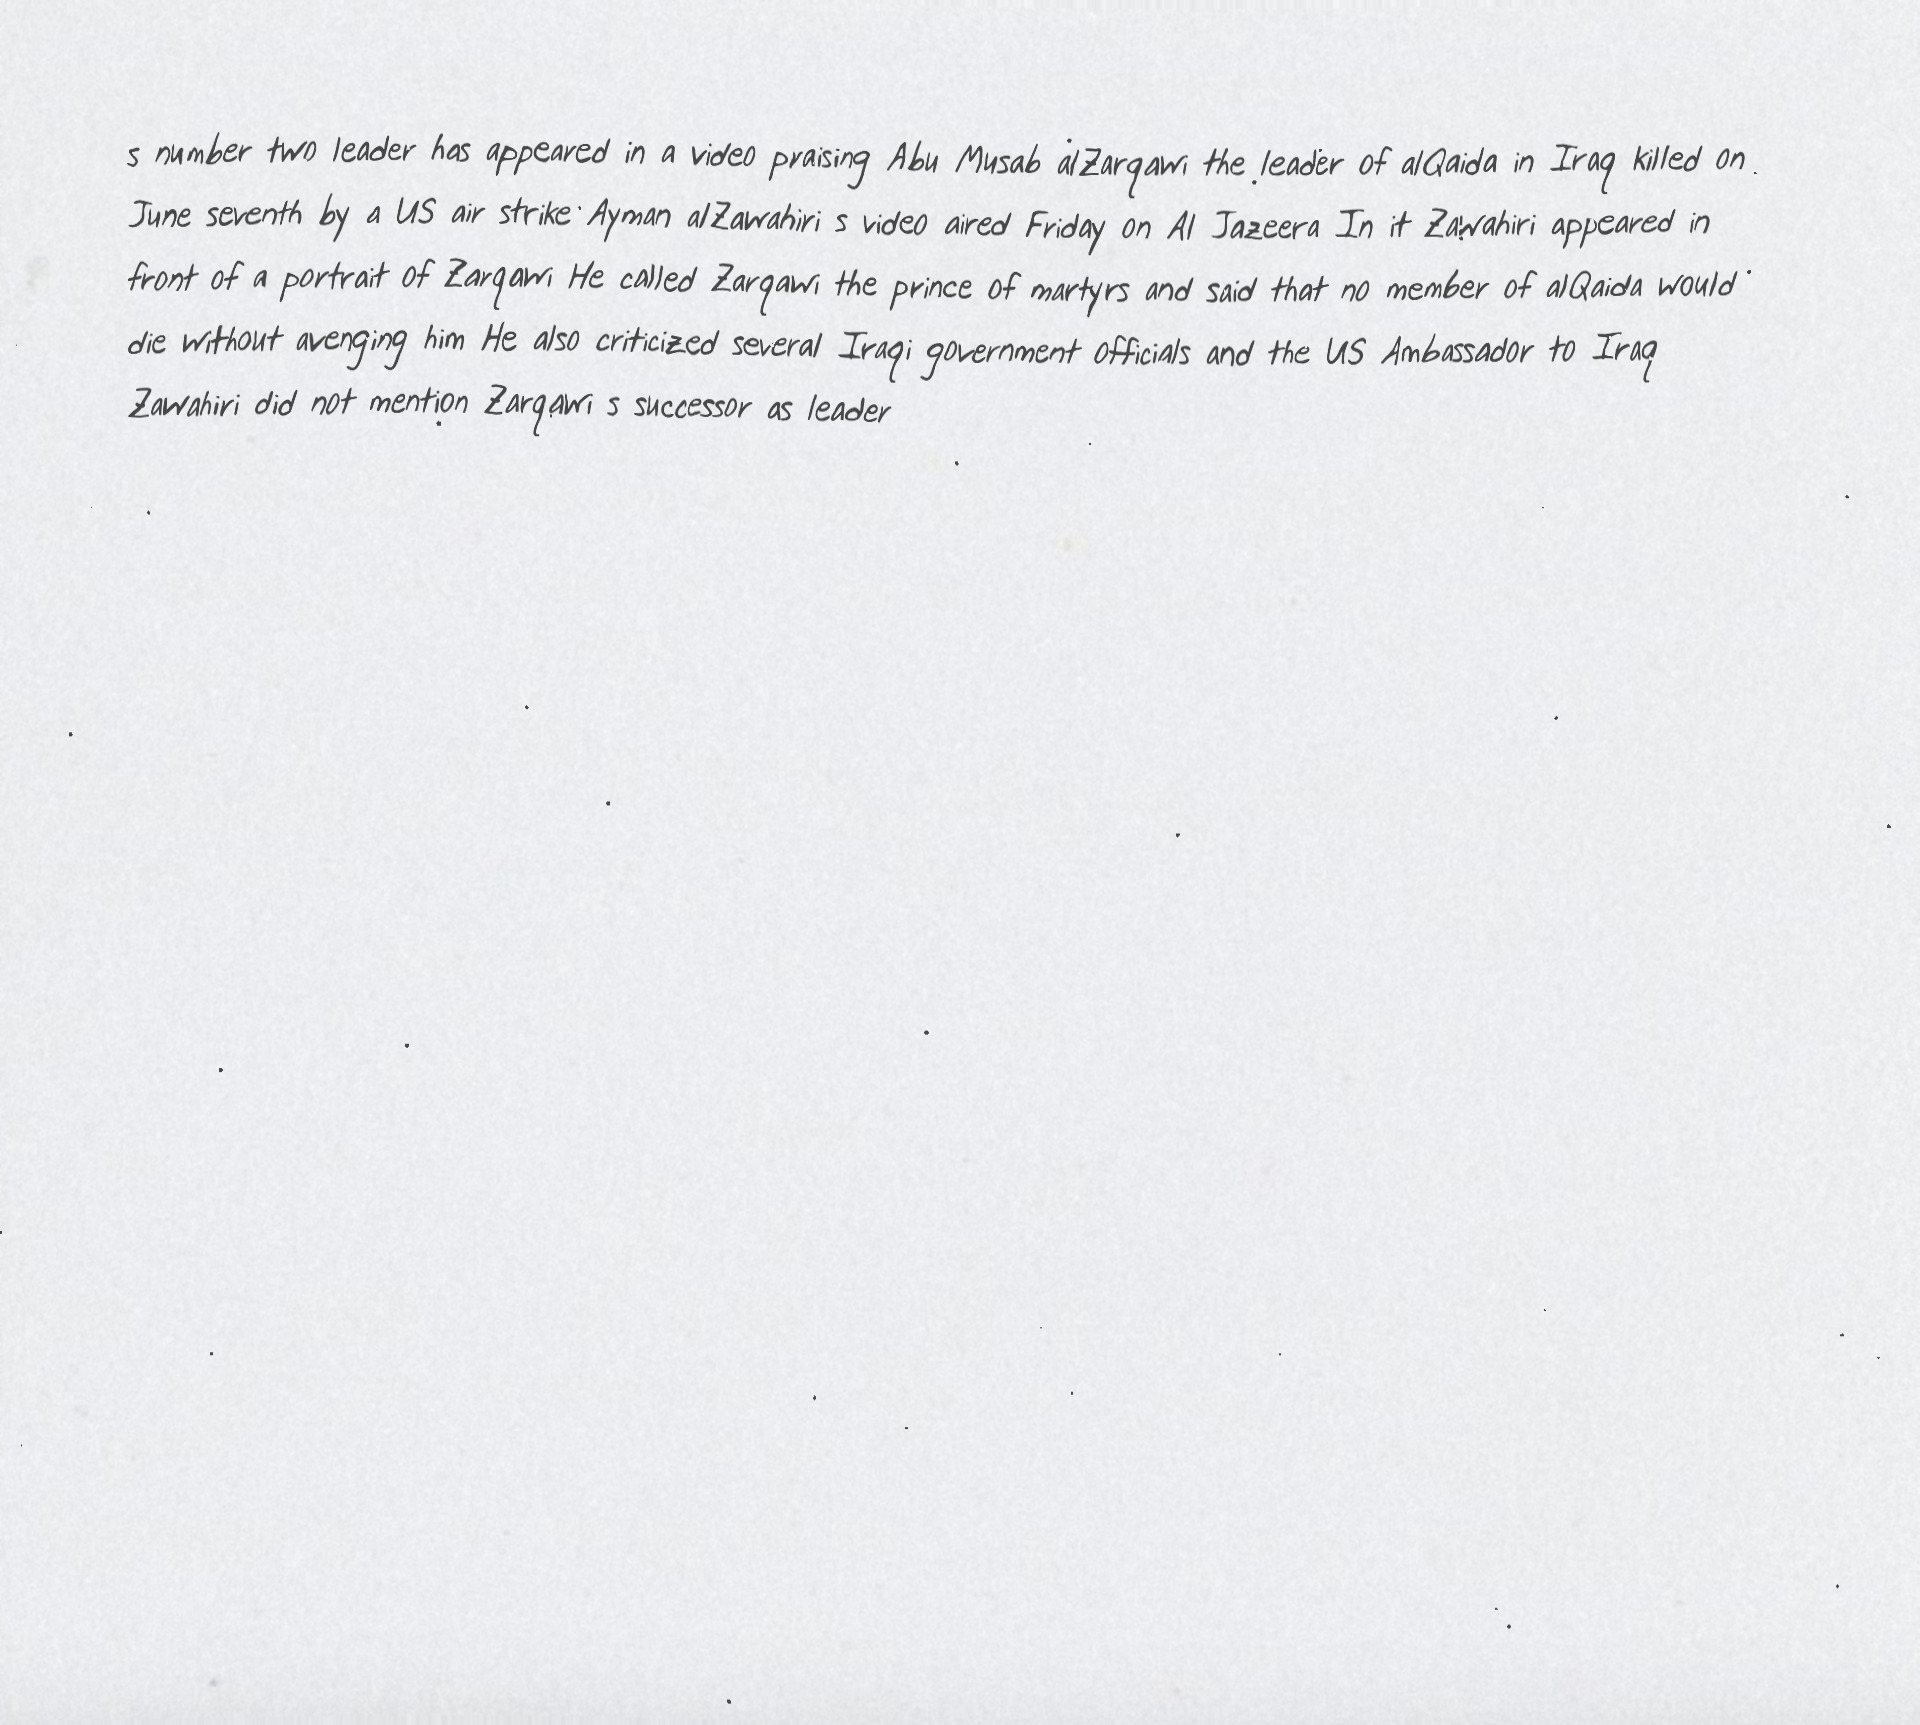 s number two leader has appeared in a video praising Abu Musab alZarqawi the leader of alQaida in Iraq killed on
June seventh by a US air strike Ayman alZawahiri s video aired Friday on Al Jazeera In it Zawahiri appeared in
front of a portrait of Zarqawi He called Zarqawi the prince of martyrs and said that no member of alQaida would
die without avenging him He also criticized several Iraqi government officials and the US Ambassador to Iraq
Zawahiri did not mention Zarqawi s successor as leader